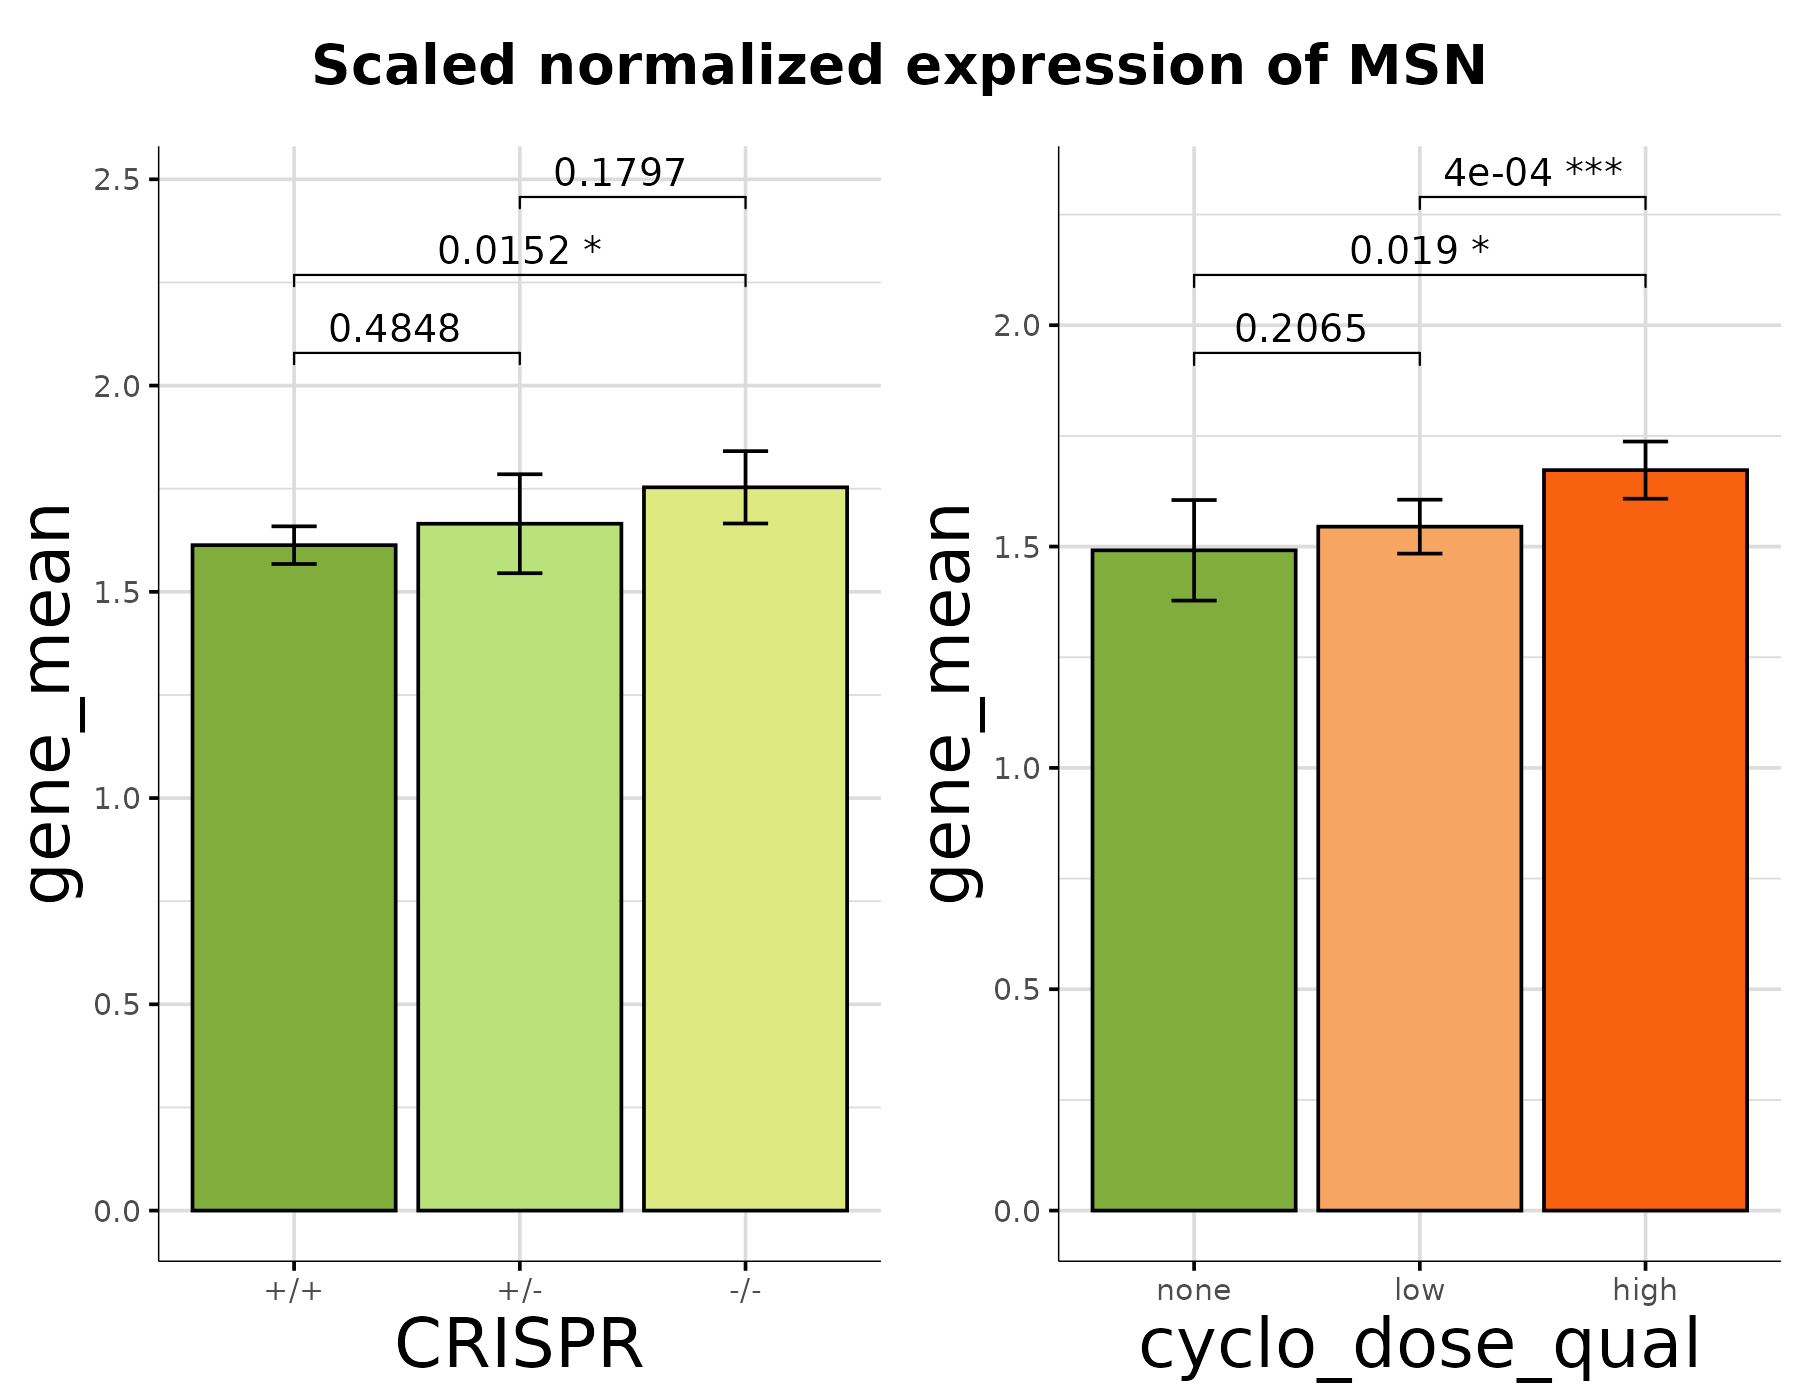 Scaled normalized expression of MSN
gene_mean
2.5
2.0
1.5
1.0
0.5
0.0
0.1797
0.0152 *
0.4848
+/+ +/- -/-
CRISPR
gene_mean
2.0
1.5
1.0
0.5
0.0
4e-04 ***
0.019 *
0.2065
none low high
cyclo_dose_qual